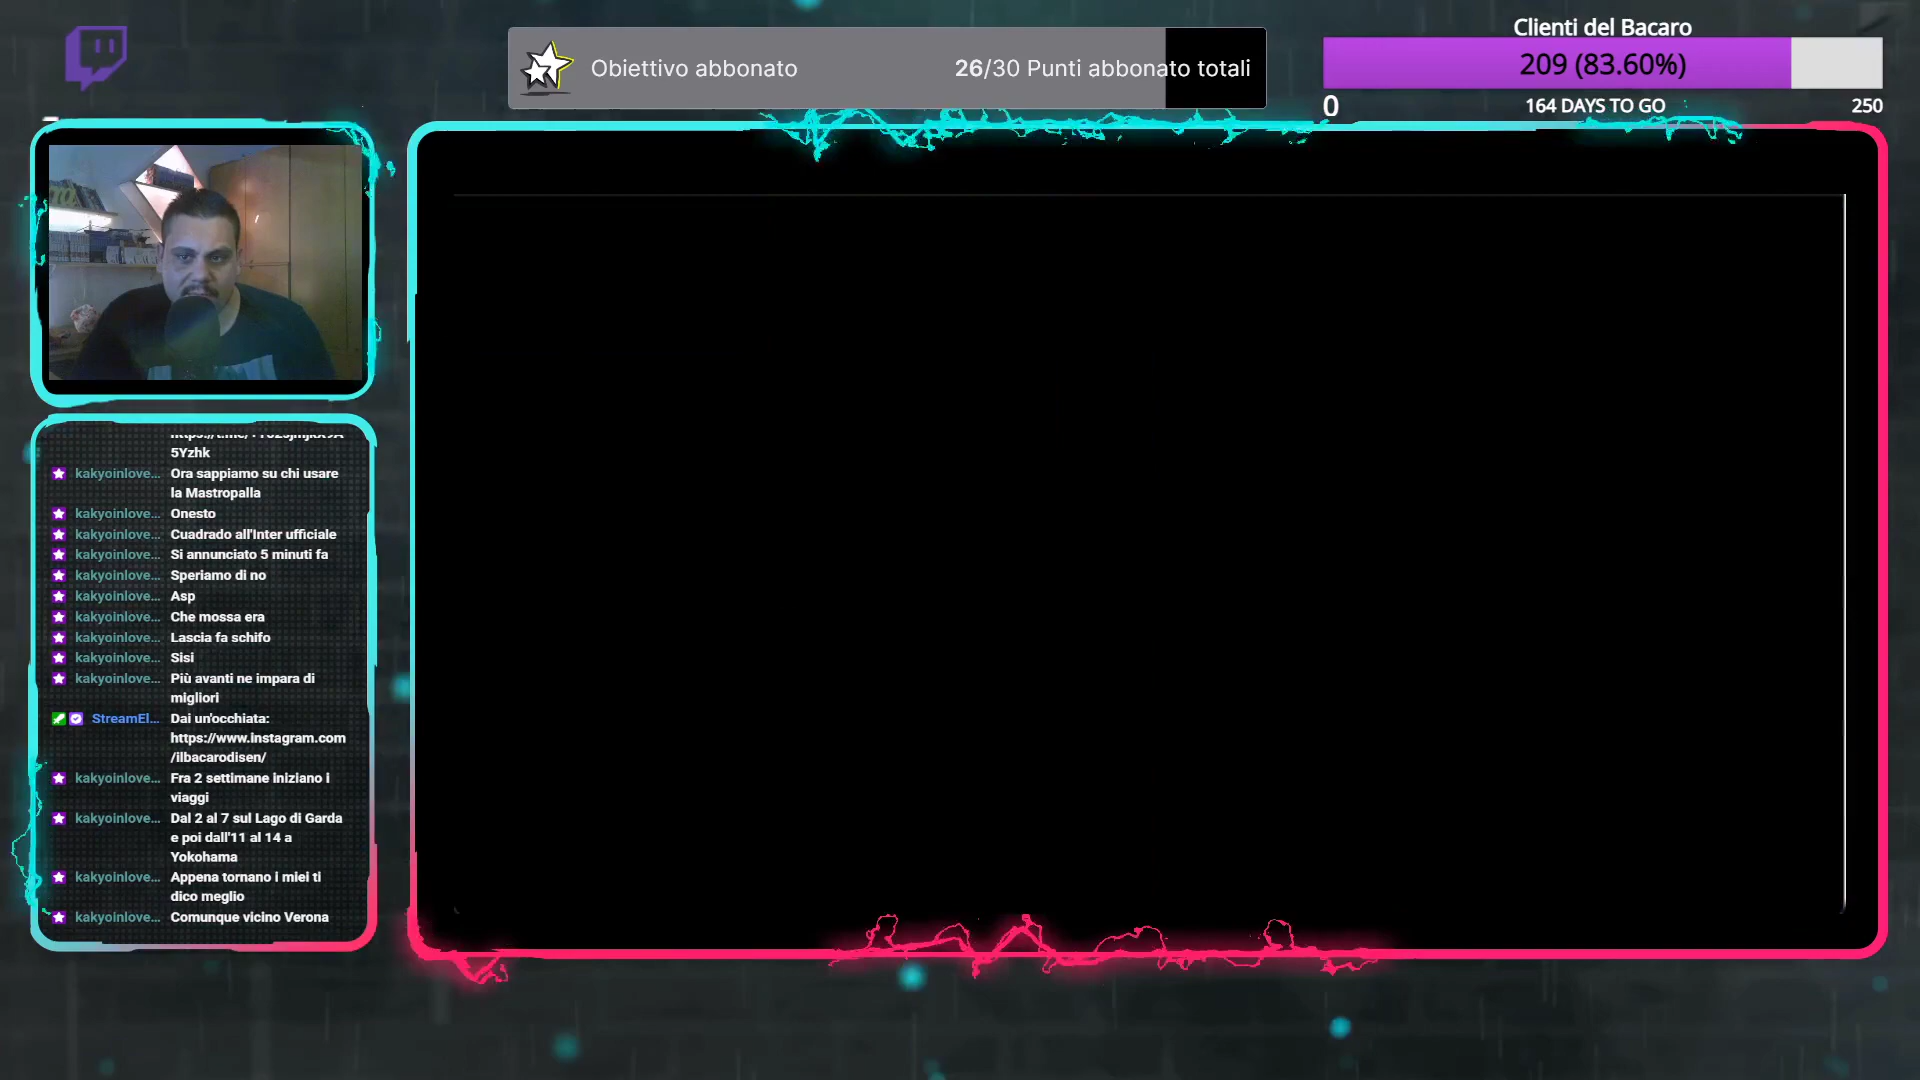 Obiettivo abbonato
26/30 Punti abbonato totali
Clienti del Bacaro
209 (83.60%)
0
164 DAYS TO GO
250
5Yzhk
kakyoinlove... Ora sappiamo su chi usare
la Mastropalla
kakyoinlove... Onesto
kakyoinlove... Cuadrado all'Inter ufficiale
kakyoinlove... Si annunciato 5 minuti fa
kakyoinlove... Speriamo di no
kakyoinlove... Asp
kakyoinlove... Che mossa era
kakyoinlove... Lascia fa schifo
kakyoinlove... Sisi
kakyoinlove... Più avanti ne impara di
migliori
StreamEl... Dai un'occhiata:
https://www.instagram.com
/ilbacarodisen/
kakyoinlove... Fra 2 settimane iniziano i
viaggi
kakyoinlove... Dal 2 al 7 sul Lago di Garda
e poi dall'11 al 14 a
Yokohama
kakyoinlove... Appena tornano i miei ti
dico meglio
kakyoinlove... Comunque vicino Verona